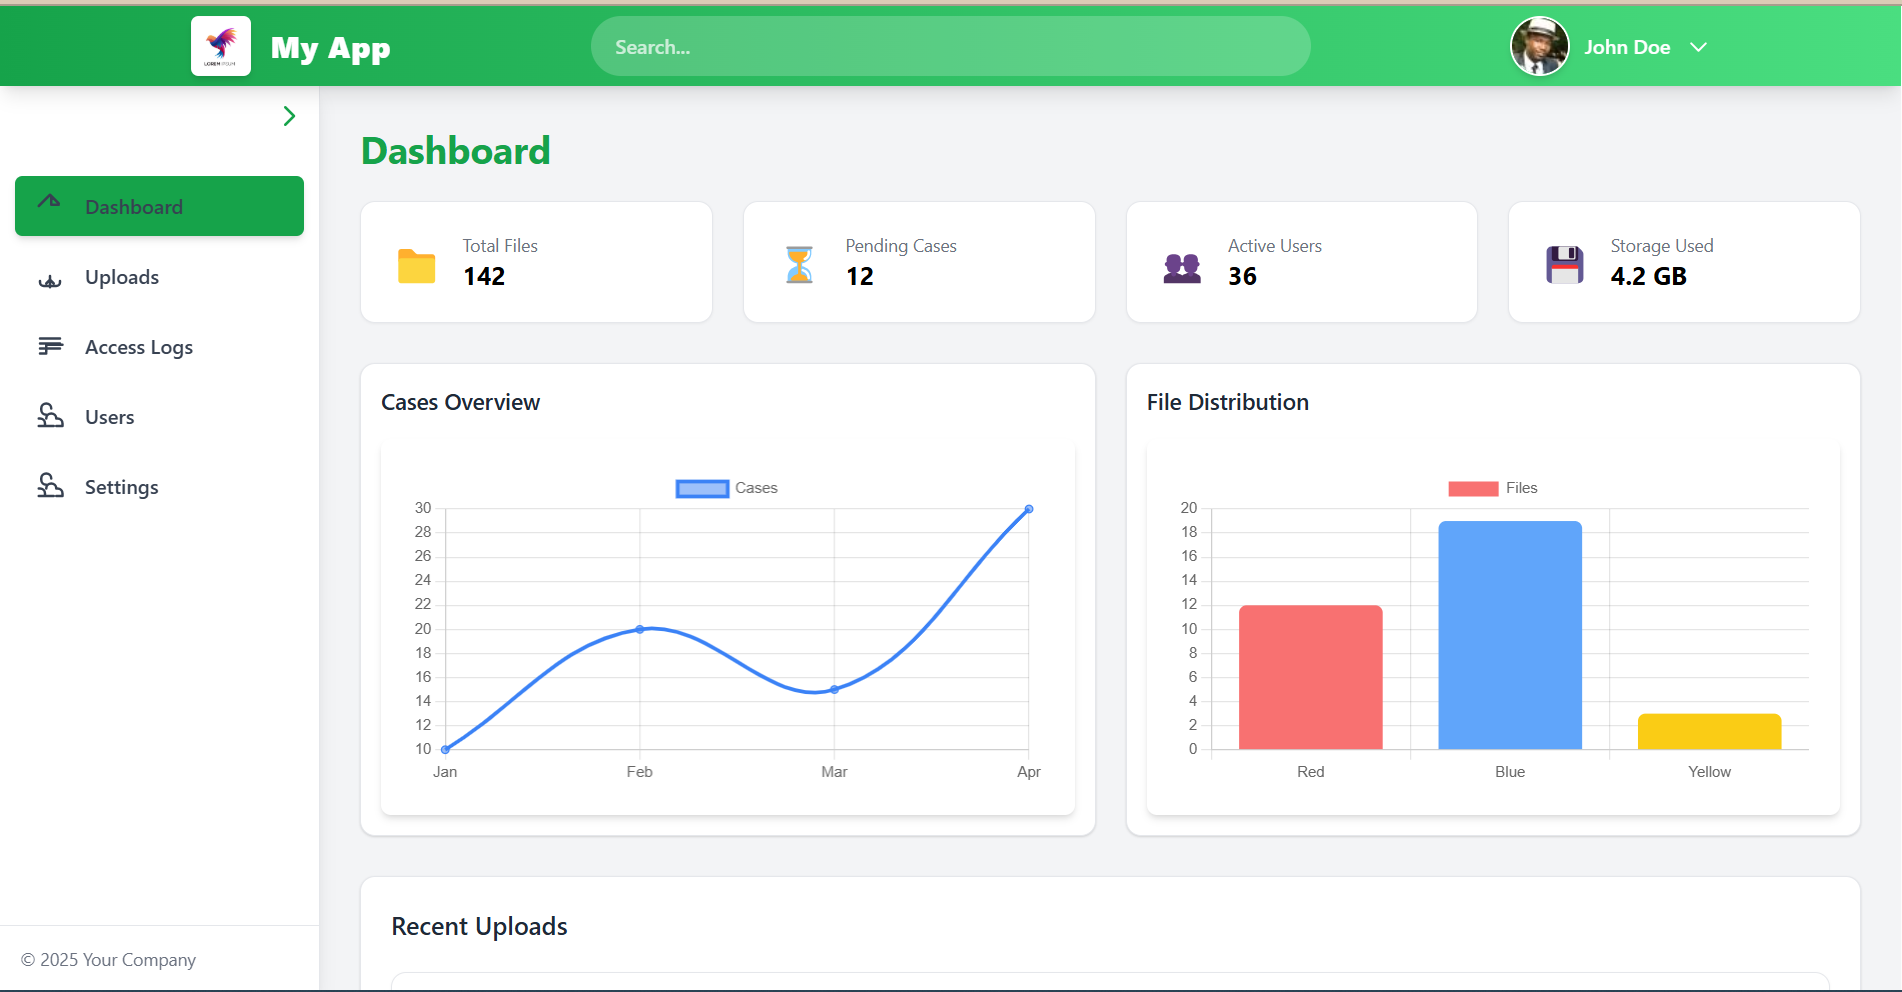 LOREM IPSUM
My App
Search...
John Doe
Dashboard
Uploads
Access Logs
Users
Settings
© 2025 Your Company
Dashboard
Total Files
142
Pending Cases
12
Active Users
36
Storage Used
4.2 GB
Cases Overview
Cases
30
28
26
24
22
20
18
16
14
12
10
Jan Feb Mar Apr
File Distribution
Files
20
18
16
14
12
10
8
6
4
2
0
Red Blue Yellow
Recent Uploads